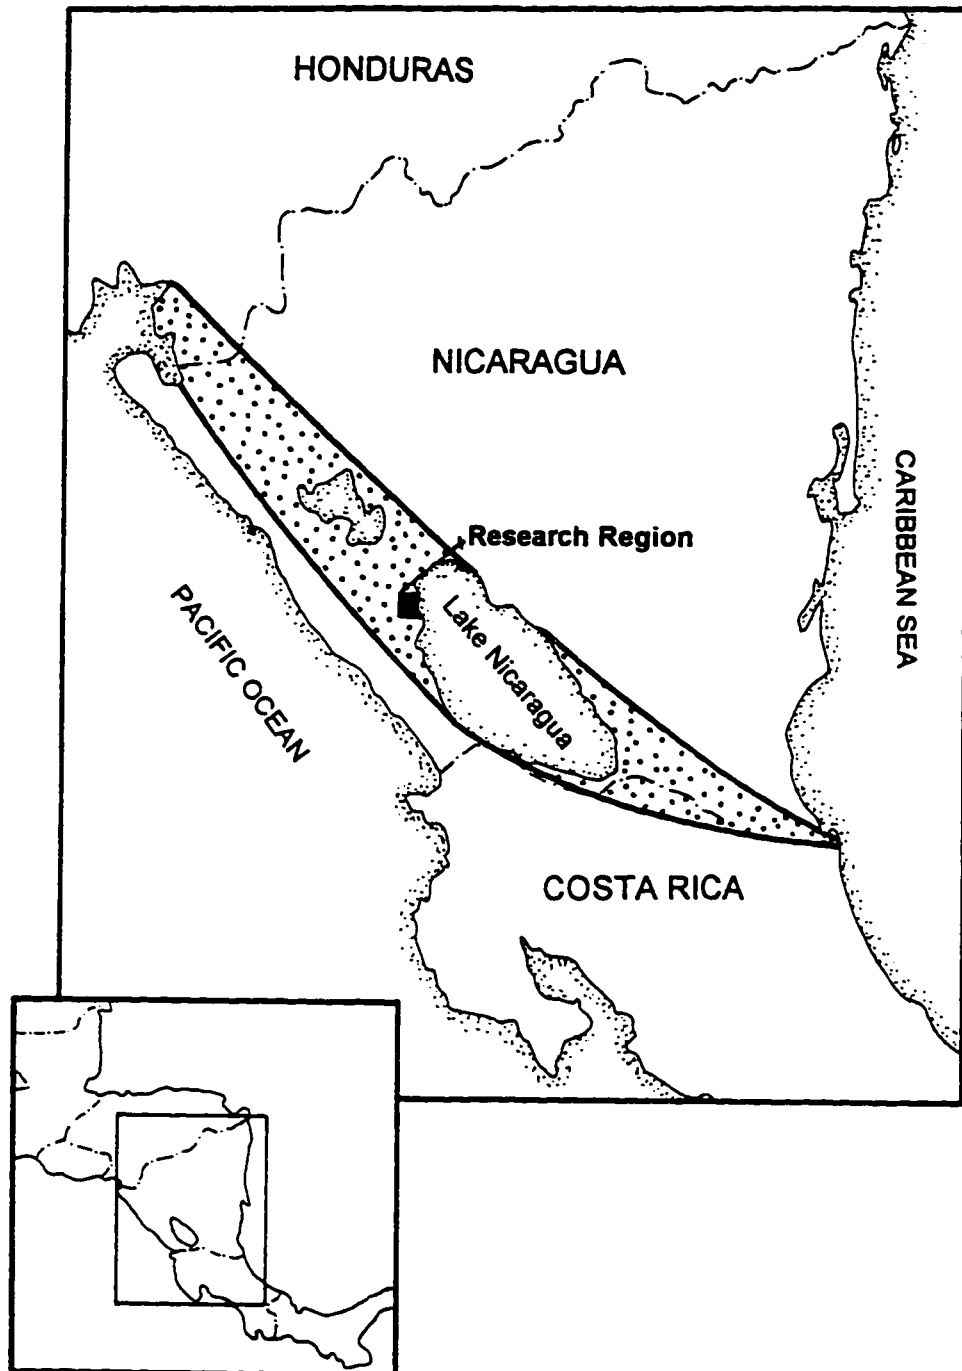 HONDURAS
NICARAGUA
CARIBBEAN SEA
Research Region
Lake Nicaragua
PACIFIC OCEAN
COSTA RICA